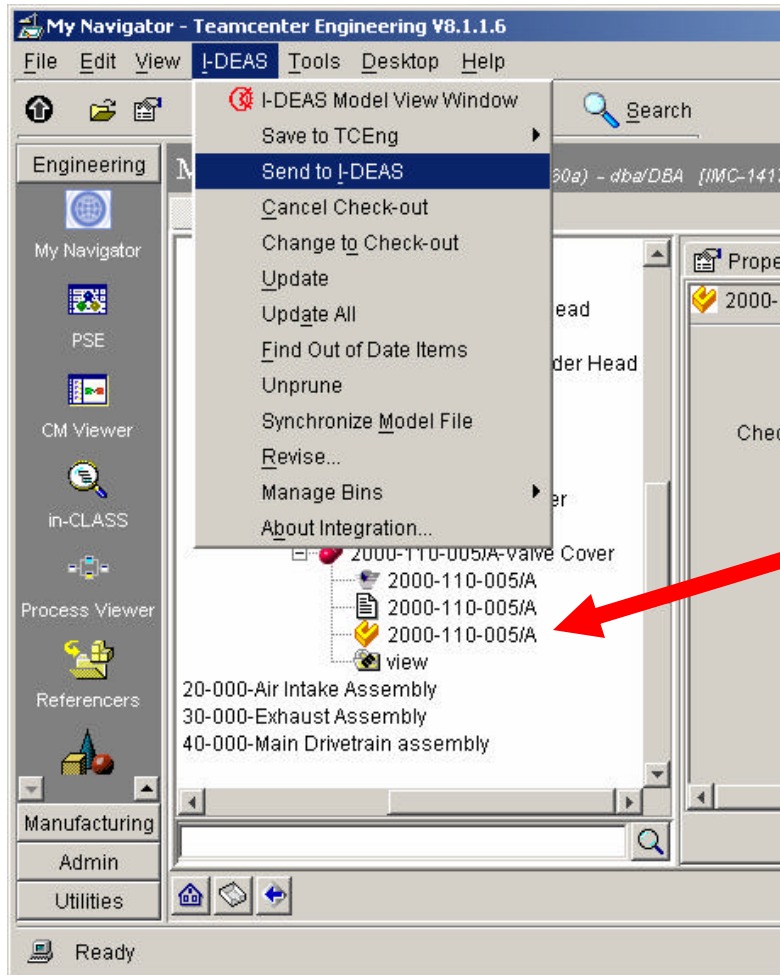 My Navigator - Teamcenter Engineering V8.1.1.6
File Edit View I-DEAS Tools Desktop Help
I-DEAS Model View Window
Save to TCEng
Send to I-DEAS
Cancel Check-out
Change to Check-out
Update
Update All
Find Out of Date Items
Unprune
Synchronize Model File
Revise...
Manage Bins
About Integration...
Search
Engineering
My Navigator
PSE
CM Viewer
in-CLASS
Process Viewer
Referencers
Manufacturing
Admin
Utilities
- dba/DBA
der Head
2000-110-005/A-Valve Cover
2000-110-005/A
2000-110-005/A
2000-110-005/A
view
20-000-Air Intake Assembly
30-000-Exhaust Assembly
40-000-Main Drivetrain assembly
2000-
Ready